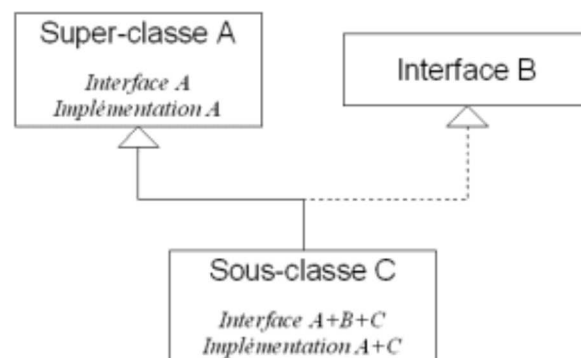 Super-classe A
Interface A
Implémentation A
Interface B
Sous-classe C
Interface A+B+C
Implémentation A+C